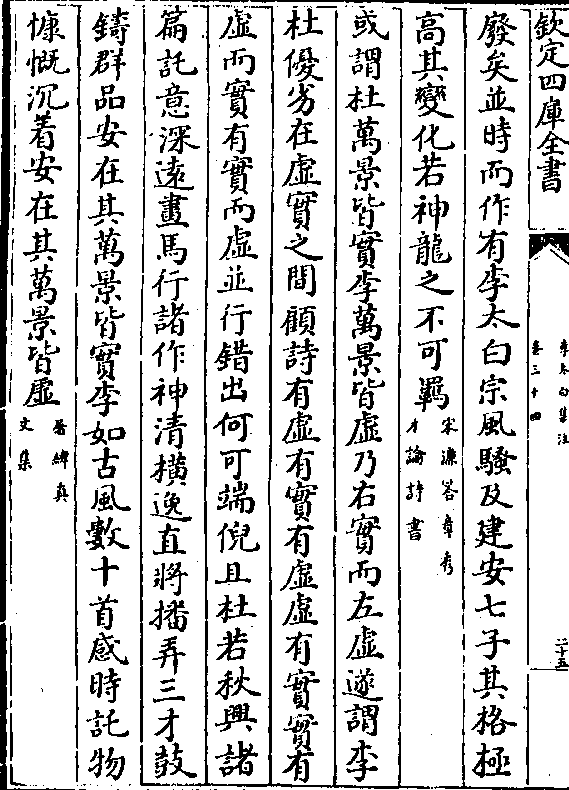 欽定四庫全書
李太白集注
卷三十四
二十五
廢矣並時而作有李太白宗風騷及建安七子其格極
高其變化若神龍之不可羈宋濂答章秀才論詩書
或謂杜萬景皆實李萬景皆虛乃右實而左虛遂謂李
杜優劣在虛實之間顧詩有虛有實有虛虛有實實有
虛而實有實而虛並行錯出何可端倪且杜若秋興諸
篇託意深遠畫馬行諸作神清橫逸直將播弄三才鼓
鑄群品安在其萬景皆實李如古風數十首感時託物
慷慨沉着安在其萬景皆虛屠緯真文集